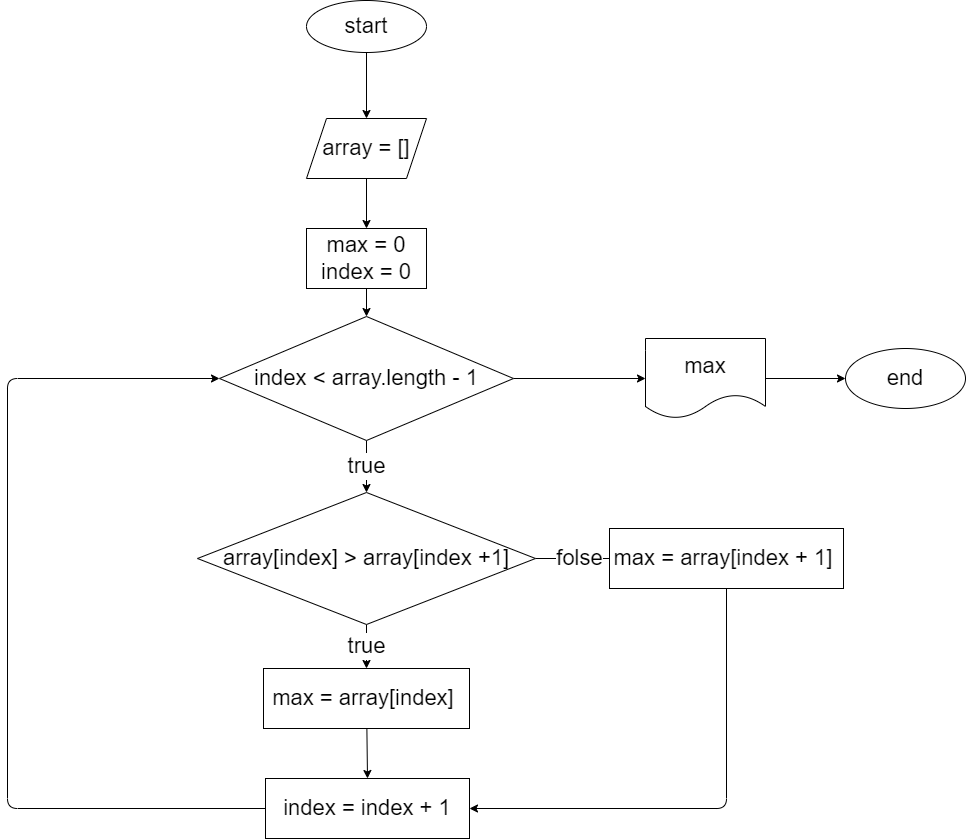 start
array = []
max = 0
index = 0
index < array.length - 1
max
end
true
array[index] > array[index +1]
folse
max = array[index + 1]
true
max = array[index]
index = index + 1